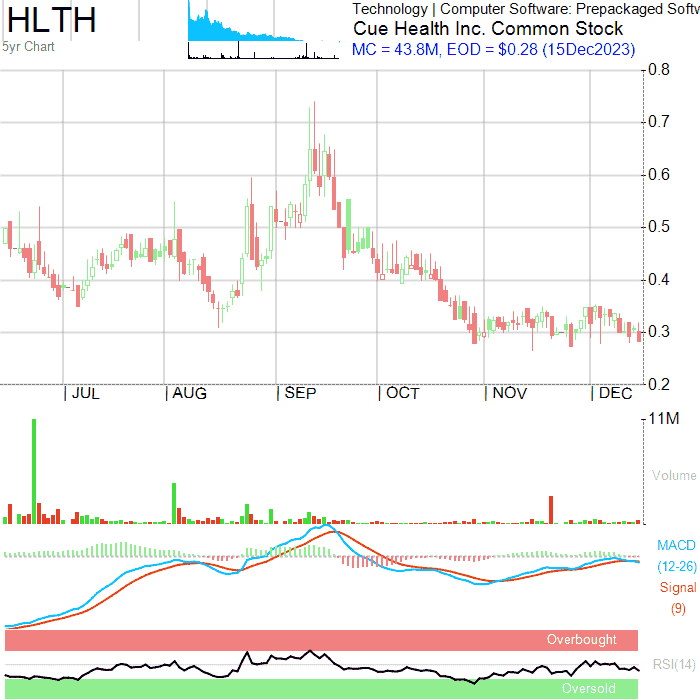 HLTH
5yr Chart
Technology | Computer Software: Prepackaged Softw
Cue Health Inc. Common Stock
MC = 43.8M, EOD = $0.28 (15Dec2023)
0.8
0.7
0.6
0.5
0.4
0.3
0.2
| JUL | AUG | SEP | OCT | NOV | DEC
11M
Volume
MACD
(12-26)
Signal
(9)
Overbought
RSI(14)
Oversold